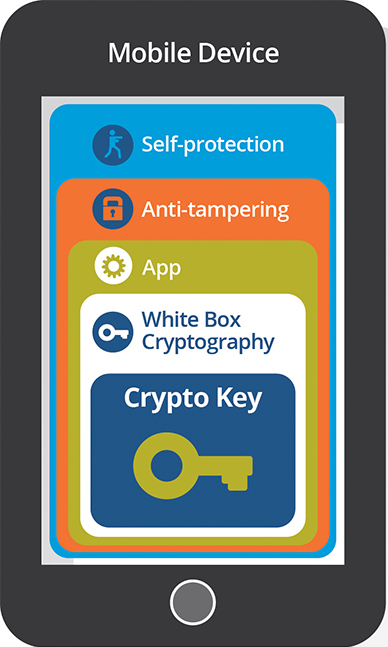 Mobile Device
Self-protection
Anti-tampering
App
White Box
Cryptography
Crypto Key